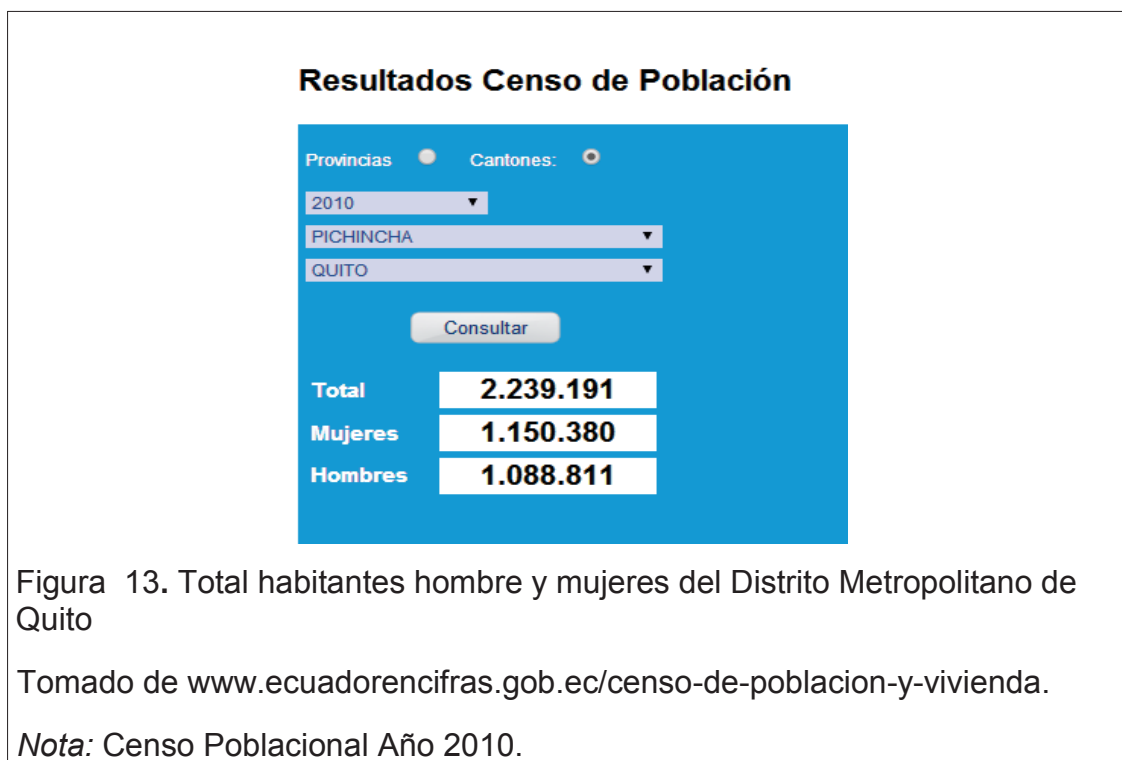 Resultados Censo de Población
Provincias Cantones:
2010
PICHINCHA
QUITO
Consultar
Total 2.239.191
Mujeres 1.150.380
Hombres 1.088.811
Figura 13. Total habitantes hombre y mujeres del Distrito Metropolitano de
Quito
Tomado de www.ecuadorencifras.gob.ec/censo-de-poblacion-y-vivienda.
Nota: Censo Poblacional Año 2010.